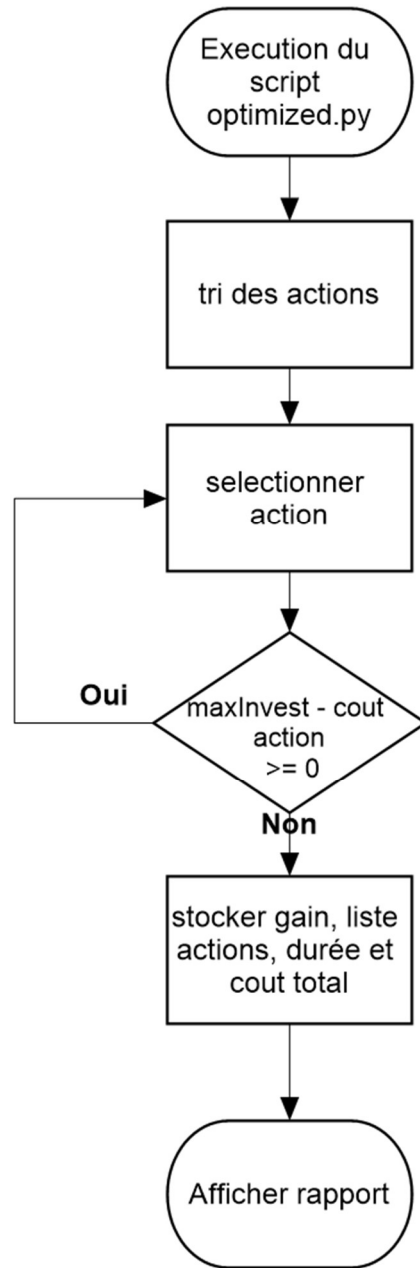 Execution du
script
optimized.py
tri des actions
selectionner
action
Oui
maxInvest - cout
action
>= 0
Non
stocker gain, liste
actions, durée et
cout total
Afficher rapport